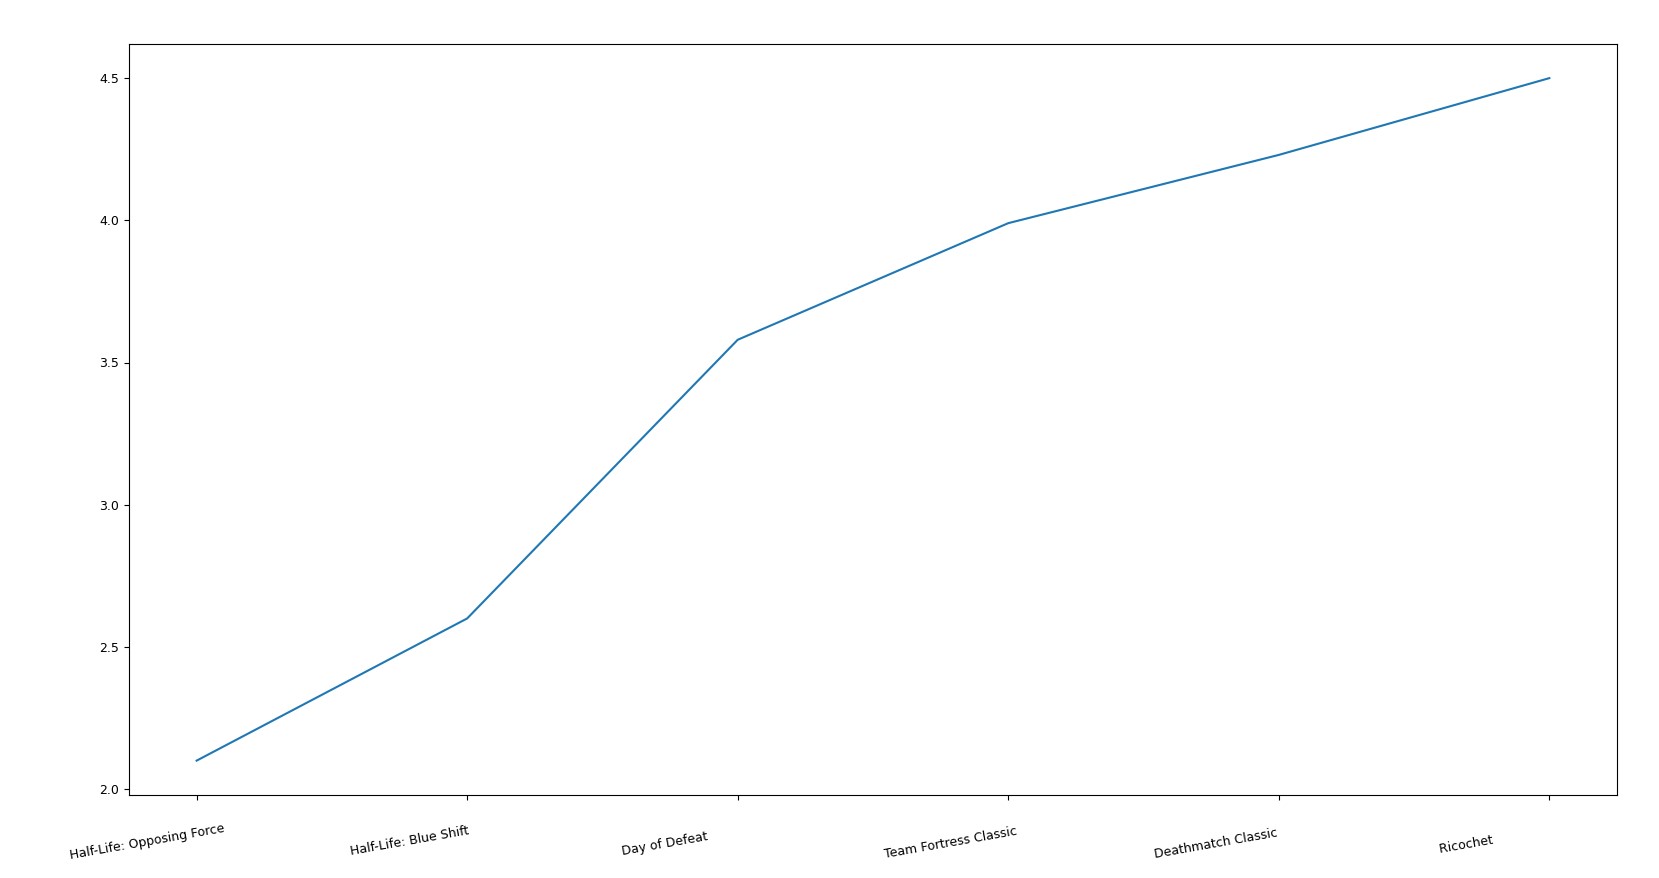 4.5
4.0
3.5
3.0
2.5
2.0
Half-Life: Opposing Force
Half-Life: Blue Shift
Day of Defeat
Team Fortress Classic
Deathmatch Classic
Ricochet